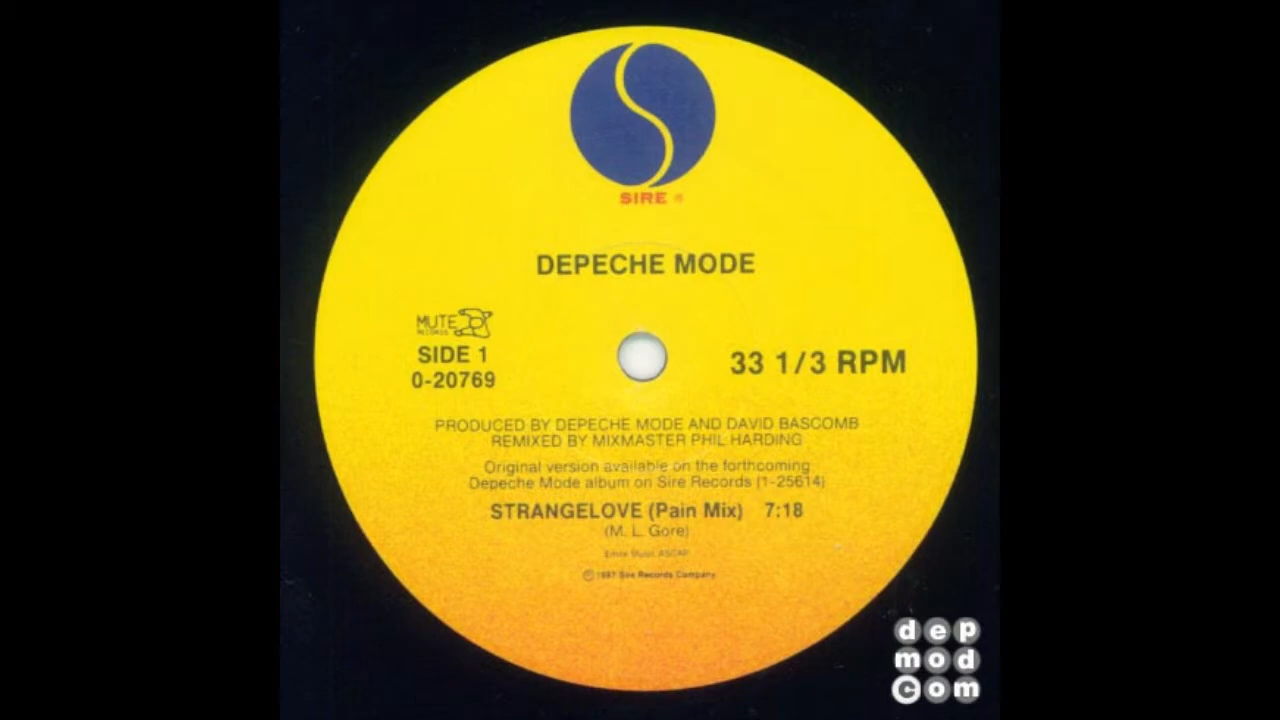 SIRE ®
DEPECHE MODE
MUTE
RECORDS
SIDE 1
0-20769
33 1/3 RPM
PRODUCED BY DEPECHE MODE AND DAVID BASCOMB
REMIXED BY MIXMASTER PHIL HARDING
Original version available on the forthcoming
Depeche Mode album on Sire Records (1-25614)
STRANGELOVE (Pain Mix) 7:18
(M. L. Gore)
Emile Music ASCAP
Ⓟ 1987 Sire Records Company
dep
mod
com